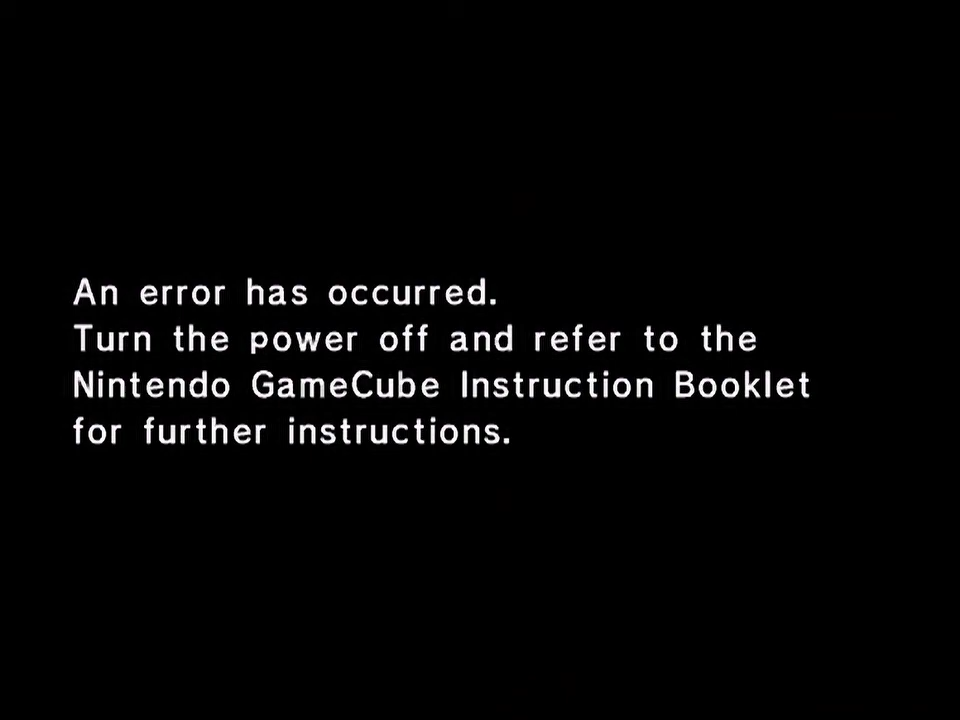 An error has occurred.
Turn the power off and refer to the
Nintendo GameCube Instruction Booklet
for further instructions.